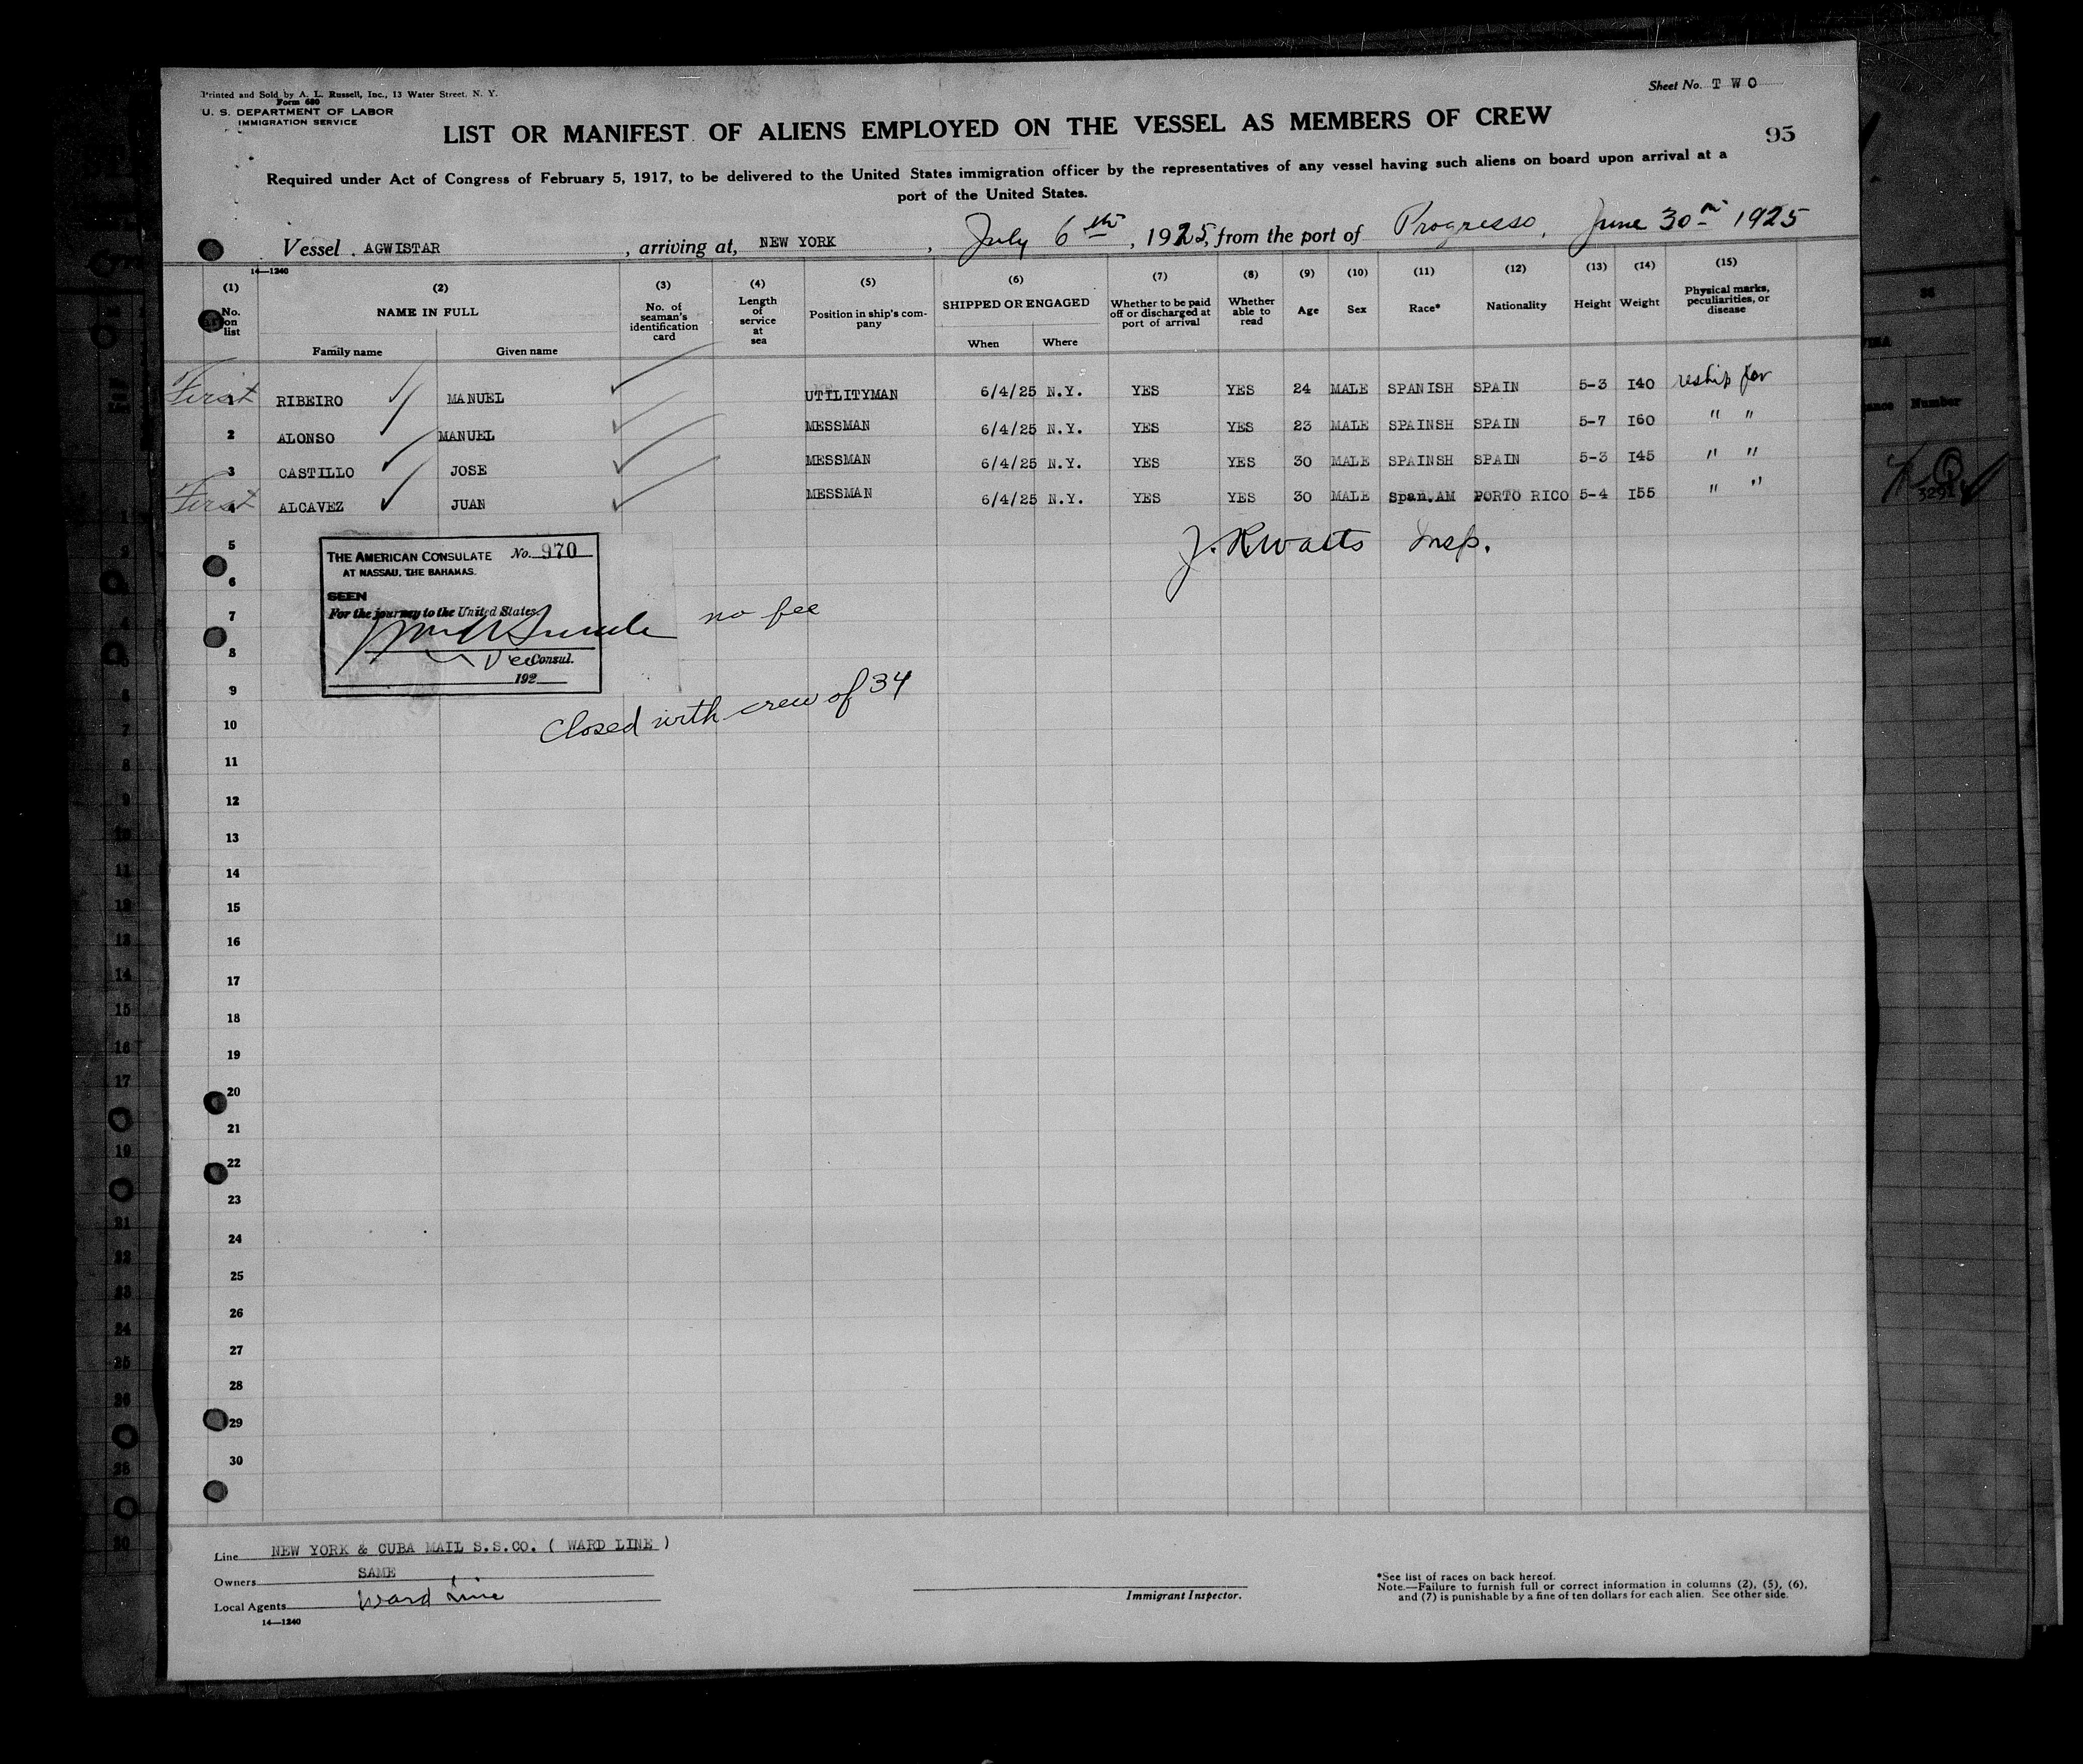 Printed and Sold by A. L. Russell, Inc., 13 Water Street, N. Y.
Form 680
U. S. DEPARTMENT OF LABOR
IMMIGRATION SERVICE
Sheet No. TWO
LIST OR MANIFEST OF ALIENS EMPLOYED ON THE VESSEL AS MEMBERS OF CREW
95
Required under Act of Congress of February 5, 1917, to be delivered to the United States immigration officer by the representatives of any vessel having such aliens on board upon arrival at a
port of the United States.
Vessel AGWISTAR, arriving at, NEW YORK, July 6th, 1925, from the port of Progresso, June 30th 1925
14—1240
(1) (2) (3) (4) (5) (6) (7) (8) (9) (10) (11) (12) (13) (14) (15)
No. on list NAME IN FULL No. of seaman's identification card Length of service at sea Position in ship's company SHIPPED OR ENGAGED Whether to be paid off or discharged at port of arrival Whether able to read Age Sex Race* Nationality Height Weight Physical marks, peculiarities, or disease
Family name Given name When Where
First 1 RIBEIRO MANUEL UTILITYMAN 6/4/25 N.Y. YES YES 24 MALE SPANISH SPAIN 5-3 140 reship for
2 ALONSO MANUEL MESSMAN 6/4/25 N.Y. YES YES 23 MALE SPAINSH SPAIN 5-7 160 " "
3 CASTILLO JOSE MESSMAN 6/4/25 N.Y. YES YES 30 MALE SPAINSH SPAIN 5-3 145 " "
First 4 ALCAVEZ JUAN MESSMAN 6/4/25 N.Y. YES YES 30 MALE Span.AM PORTO RICO 5-4 155 " "
5
J. R. Watts Insp.
THE AMERICAN CONSULATE No. 970
AT NASSAU, THE BAHAMAS.
6
SEEN
For the journey to the United States.
7
no fee
8
Vice Consul.
192
9
Closed with crew of 34
10
11
12
13
14
15
16
17
18
19
20
21
22
23
24
25
26
27
28
29
30
Line NEW YORK & CUBA MAIL S.S.CO. ( WARD LINE )
Owners SAME
Local Agents Ward Line
14—1240
Immigrant Inspector.
*See list of races on back hereof.
Note.—Failure to furnish full or correct information in columns (2), (5), (6),
and (7) is punishable by a fine of ten dollars for each alien. See other side.